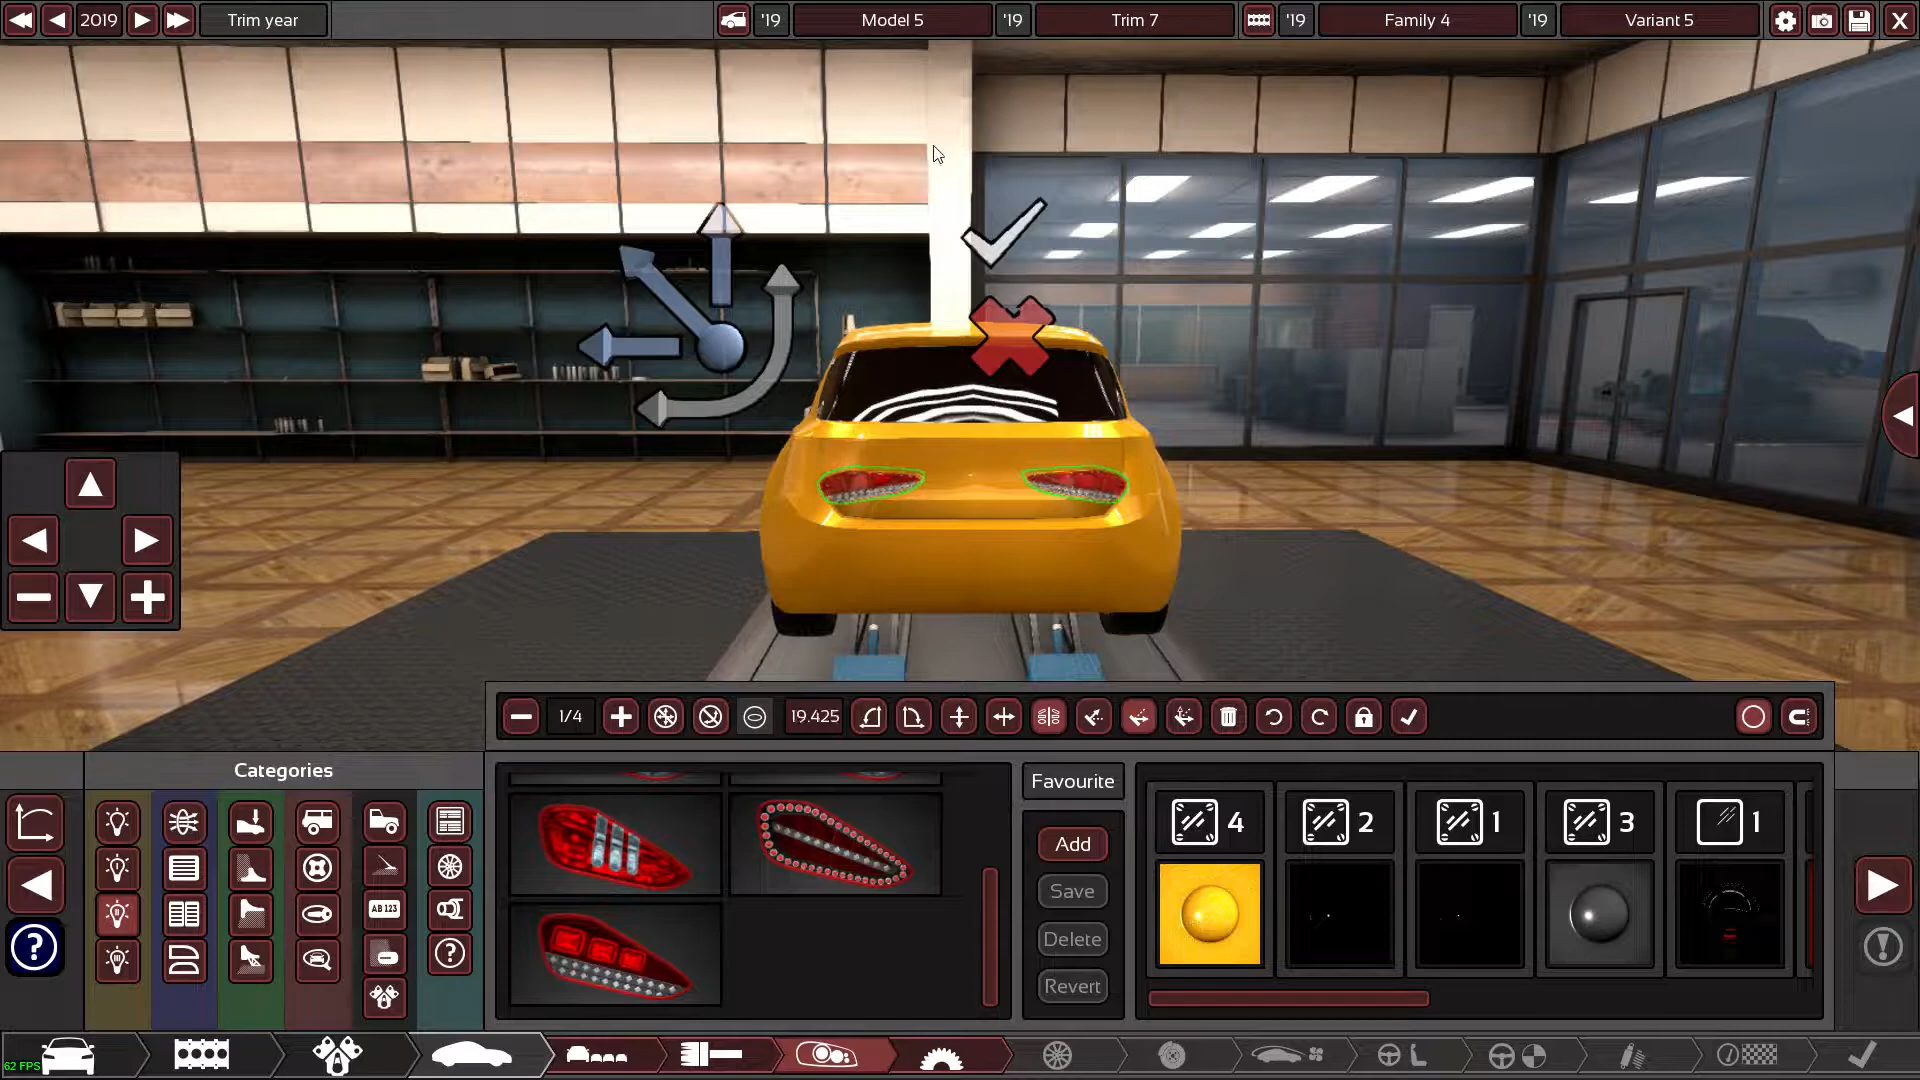 2019
Trim year
'19
Model 5
'19
Trim 7
'19
Family 4
'19
Variant 5
X
1/4
19.425
Categories
Favourite
Add
Save
Delete
Revert
4
2
1
3
1
AB 123
62 FPS